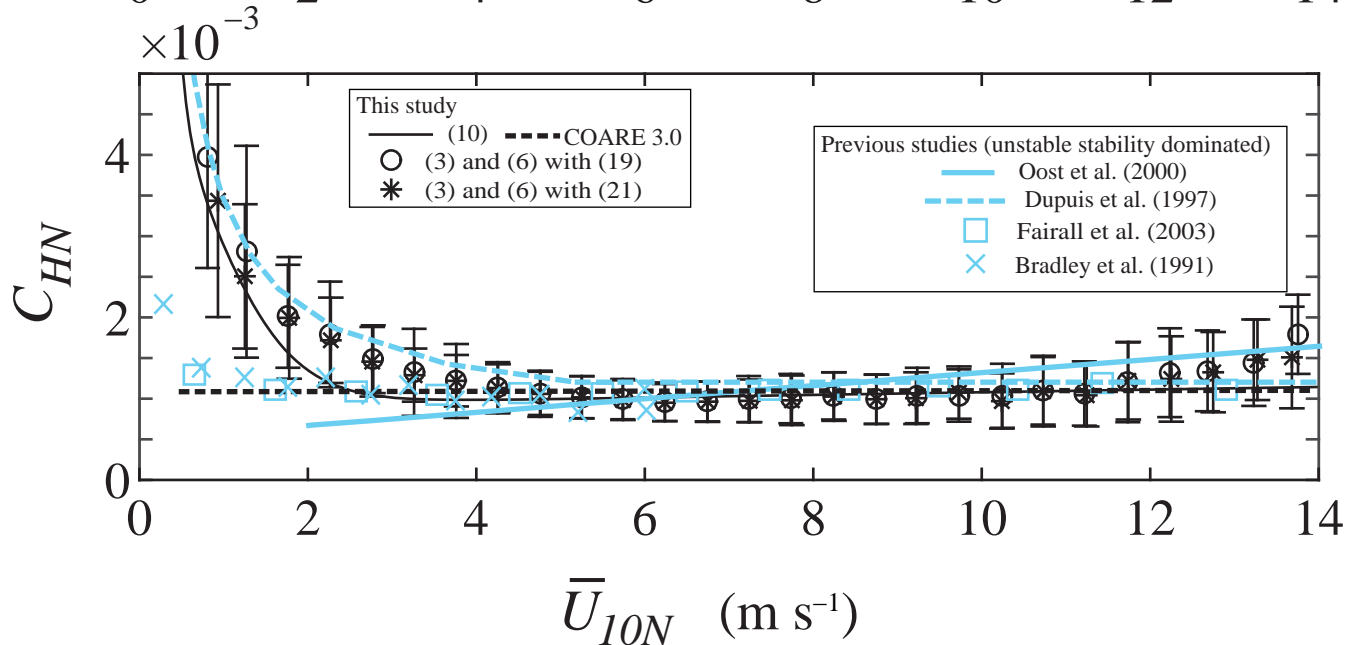 ×10⁻³
4
2
0
C_HN
This study
(10) COARE 3.0
(3) and (6) with (19)
(3) and (6) with (21)
Previous studies (unstable stability dominated)
Oost et al. (2000)
Dupuis et al. (1997)
Fairall et al. (2003)
Bradley et al. (1991)
0 2 4 6 8 10 12 14
U̅_10N (m s⁻¹)